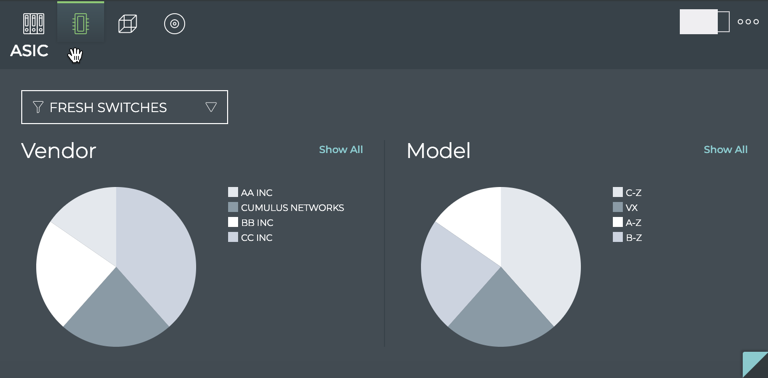 ASIC
FRESH SWITCHES
Vendor
Show All
AA INC
CUMULUS NETWORKS
BB INC
CC INC
Model
Show All
C-Z
VX
A-Z
B-Z